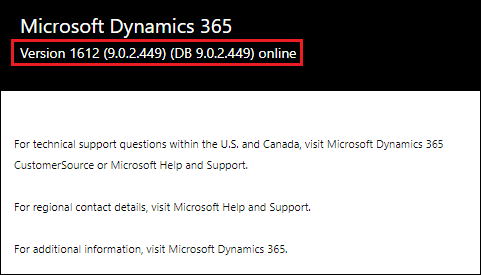 Microsoft Dynamics 365
Version 1612 (9.0.2.449) (DB 9.0.2.449) online
For technical support questions within the U.S. and Canada, visit Microsoft Dynamics 365
CustomerSource or Microsoft Help and Support.
For regional contact details, visit Microsoft Help and Support.
For additional information, visit Microsoft Dynamics 365.